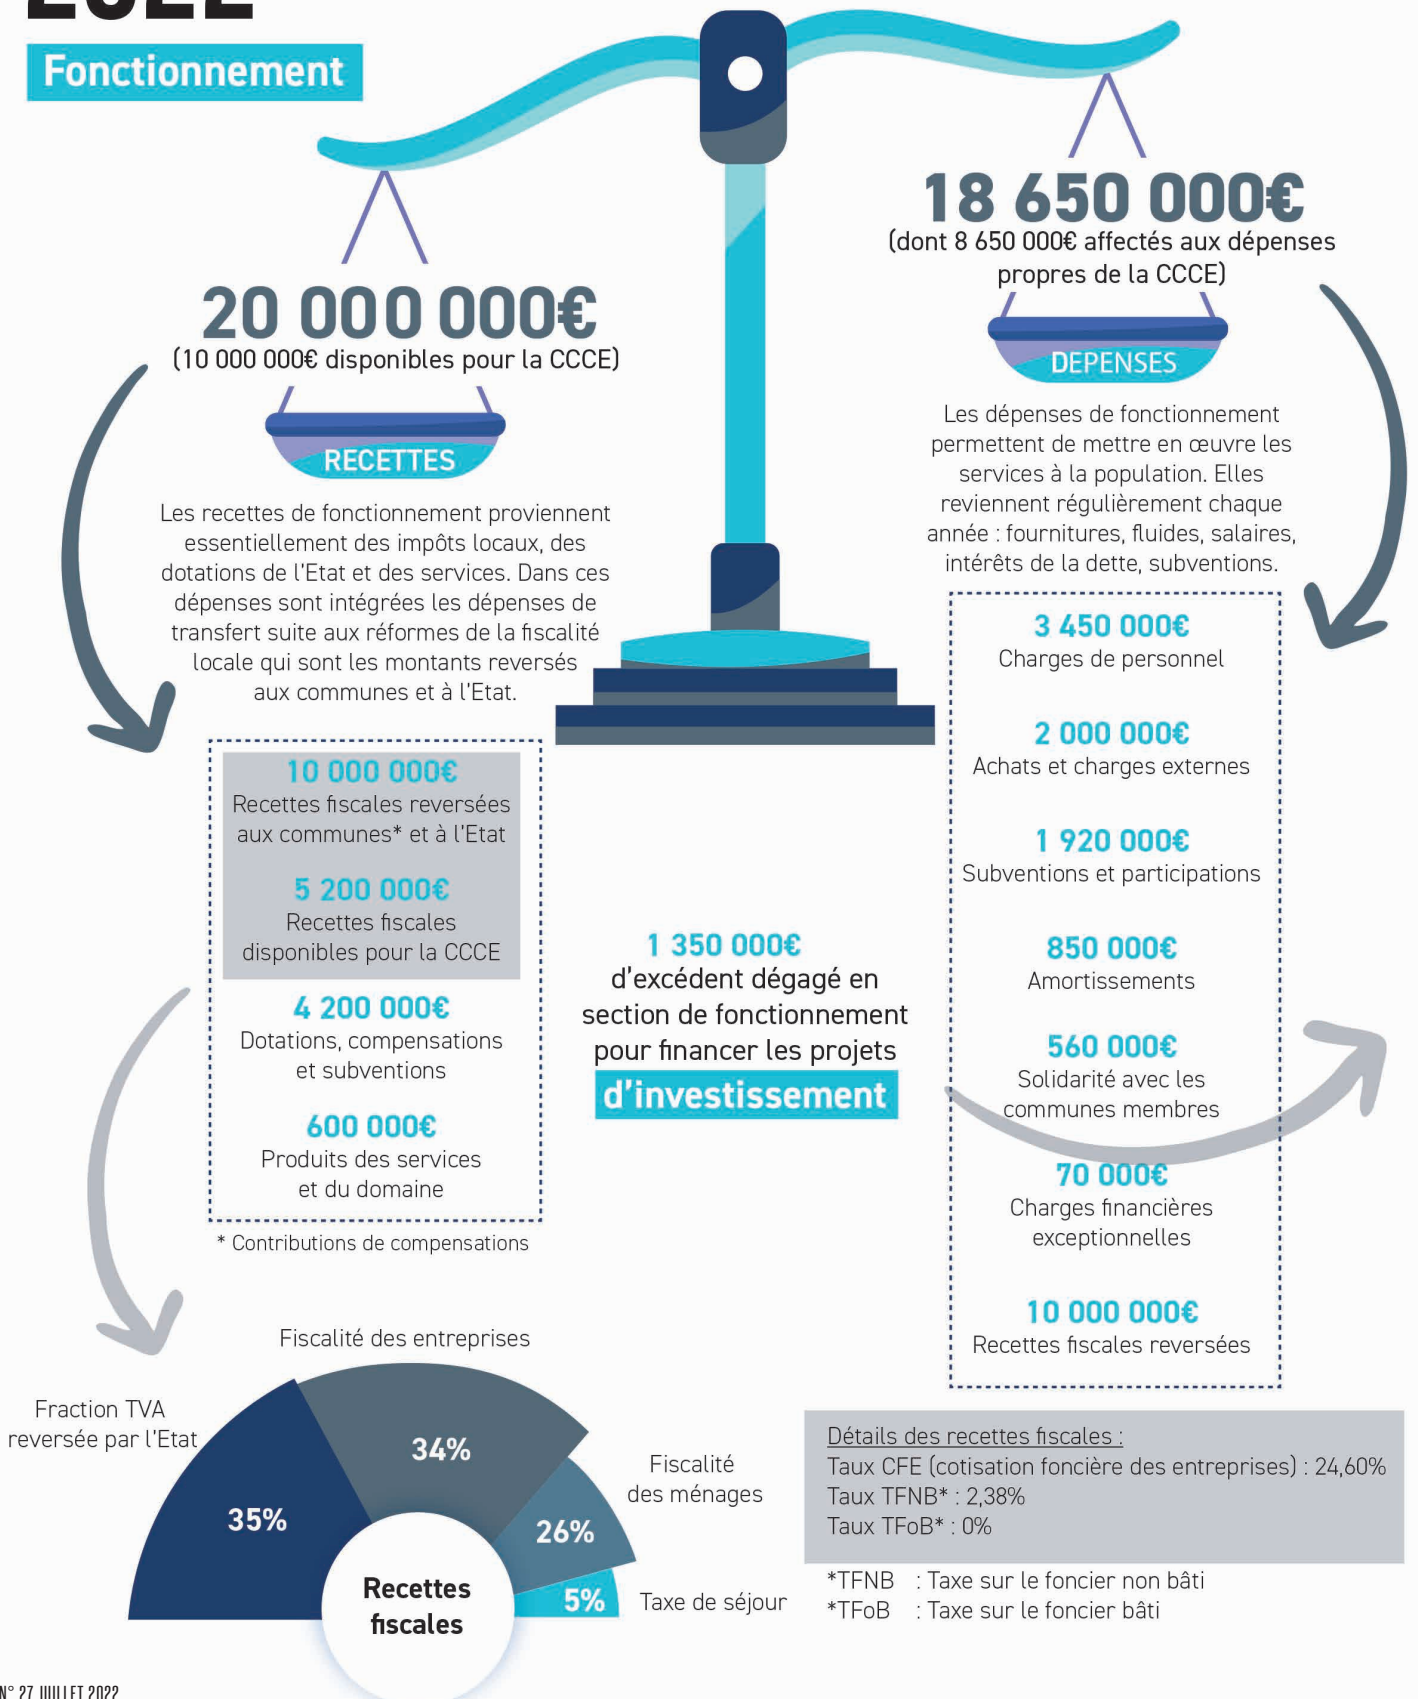 2022
Fonctionnement
20 000 000€
(10 000 000€ disponibles pour la CCCE)
RECETTES
Les recettes de fonctionnement proviennent
essentiellement des impôts locaux, des
dotations de l'Etat et des services. Dans ces
dépenses sont intégrées les dépenses de
transfert suite aux réformes de la fiscalité
locale qui sont les montants reversés
aux communes et à l'Etat.
10 000 000€
Recettes fiscales reversées
aux communes* et à l'Etat
5 200 000€
Recettes fiscales
disponibles pour la CCCE
4 200 000€
Dotations, compensations
et subventions
600 000€
Produits des services
et du domaine
* Contributions de compensations
1 350 000€
d'excédent dégagé en
section de fonctionnement
pour financer les projets
d'investissement
18 650 000€
(dont 8 650 000€ affectés aux dépenses
propres de la CCCE)
DEPENSES
Les dépenses de fonctionnement
permettent de mettre en œuvre les
services à la population. Elles
reviennent régulièrement chaque
année : fournitures, fluides, salaires,
intérêts de la dette, subventions.
3 450 000€
Charges de personnel
2 000 000€
Achats et charges externes
1 920 000€
Subventions et participations
850 000€
Amortissements
560 000€
Solidarité avec les
communes membres
70 000€
Charges financières
exceptionnelles
10 000 000€
Recettes fiscales reversées
Fraction TVA
reversée par l'Etat
35%
Fiscalité des entreprises
34%
Fiscalité
des ménages
26%
Taxe de séjour
5%
Recettes
fiscales
Détails des recettes fiscales :
Taux CFE (cotisation foncière des entreprises) : 24,60%
Taux TFNB* : 2,38%
Taux TFoB* : 0%
*TFNB : Taxe sur le foncier non bâti
*TFoB : Taxe sur le foncier bâti
N° 27 JUILLET 2022